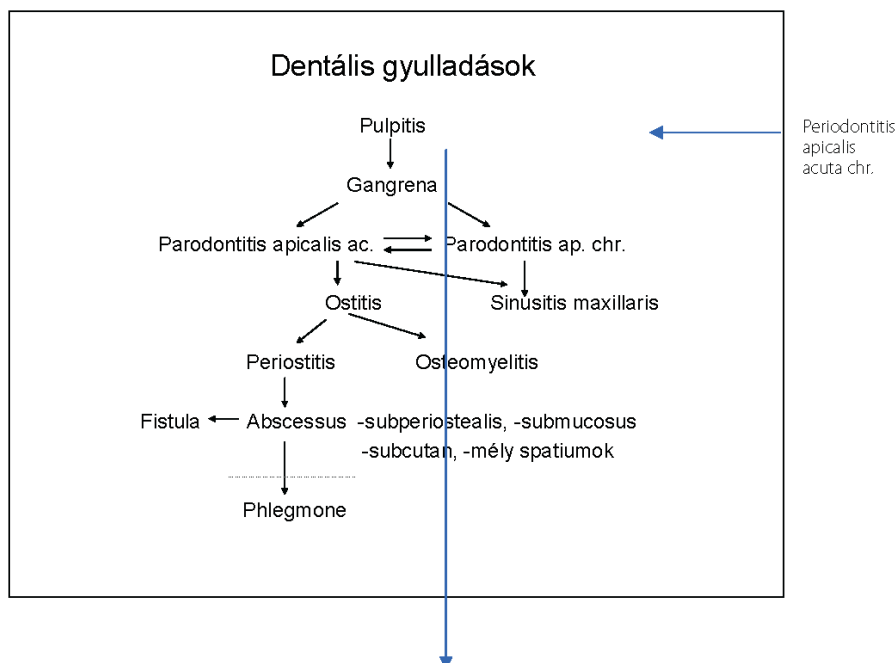 Dentális gyulladások
Pulpitis
Periodontitis
apicalis
acuta chr.
Gangrena
Parodontitis apicalis ac.
Parodontitis ap. chr.
Ostitis
Sinusitis maxillaris
Periostitis
Osteomyelitis
Fistula
Abscessus
-subperiostealis, -submucosus
-subcutan, -mély spatiumok
Phlegmone